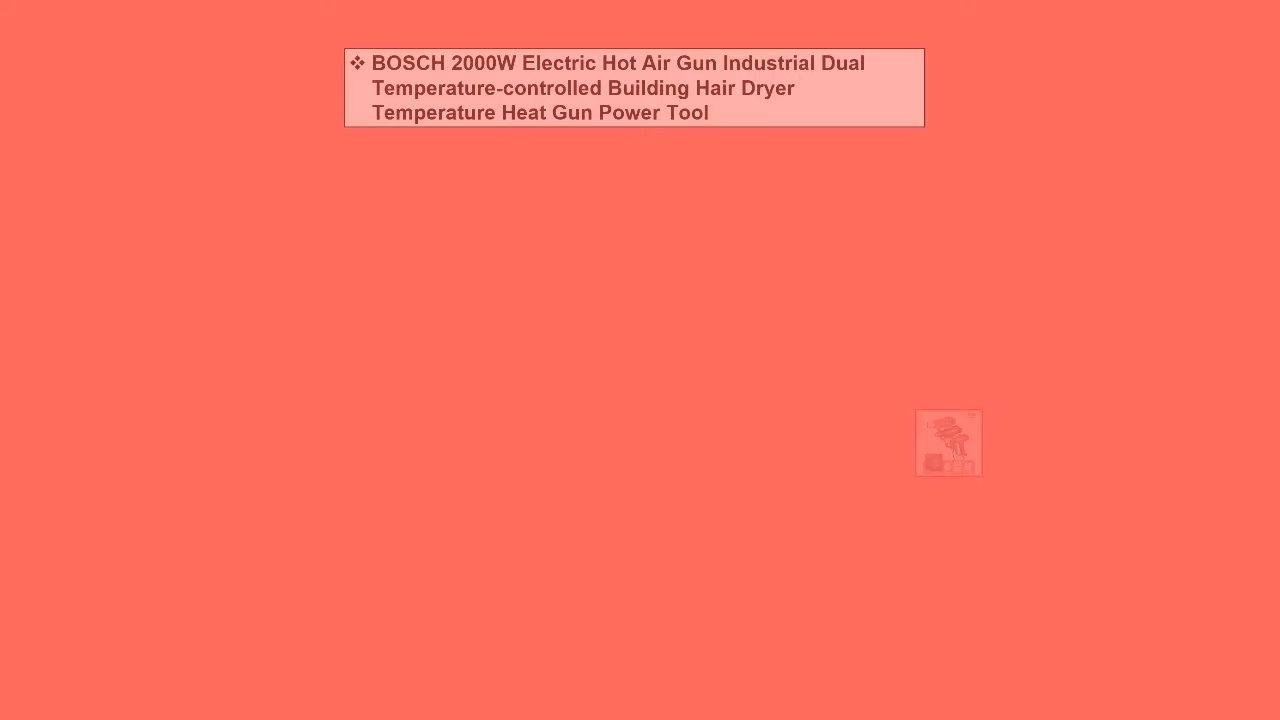 ❖ BOSCH 2000W Electric Hot Air Gun Industrial Dual
Temperature-controlled Building Hair Dryer
Temperature Heat Gun Power Tool